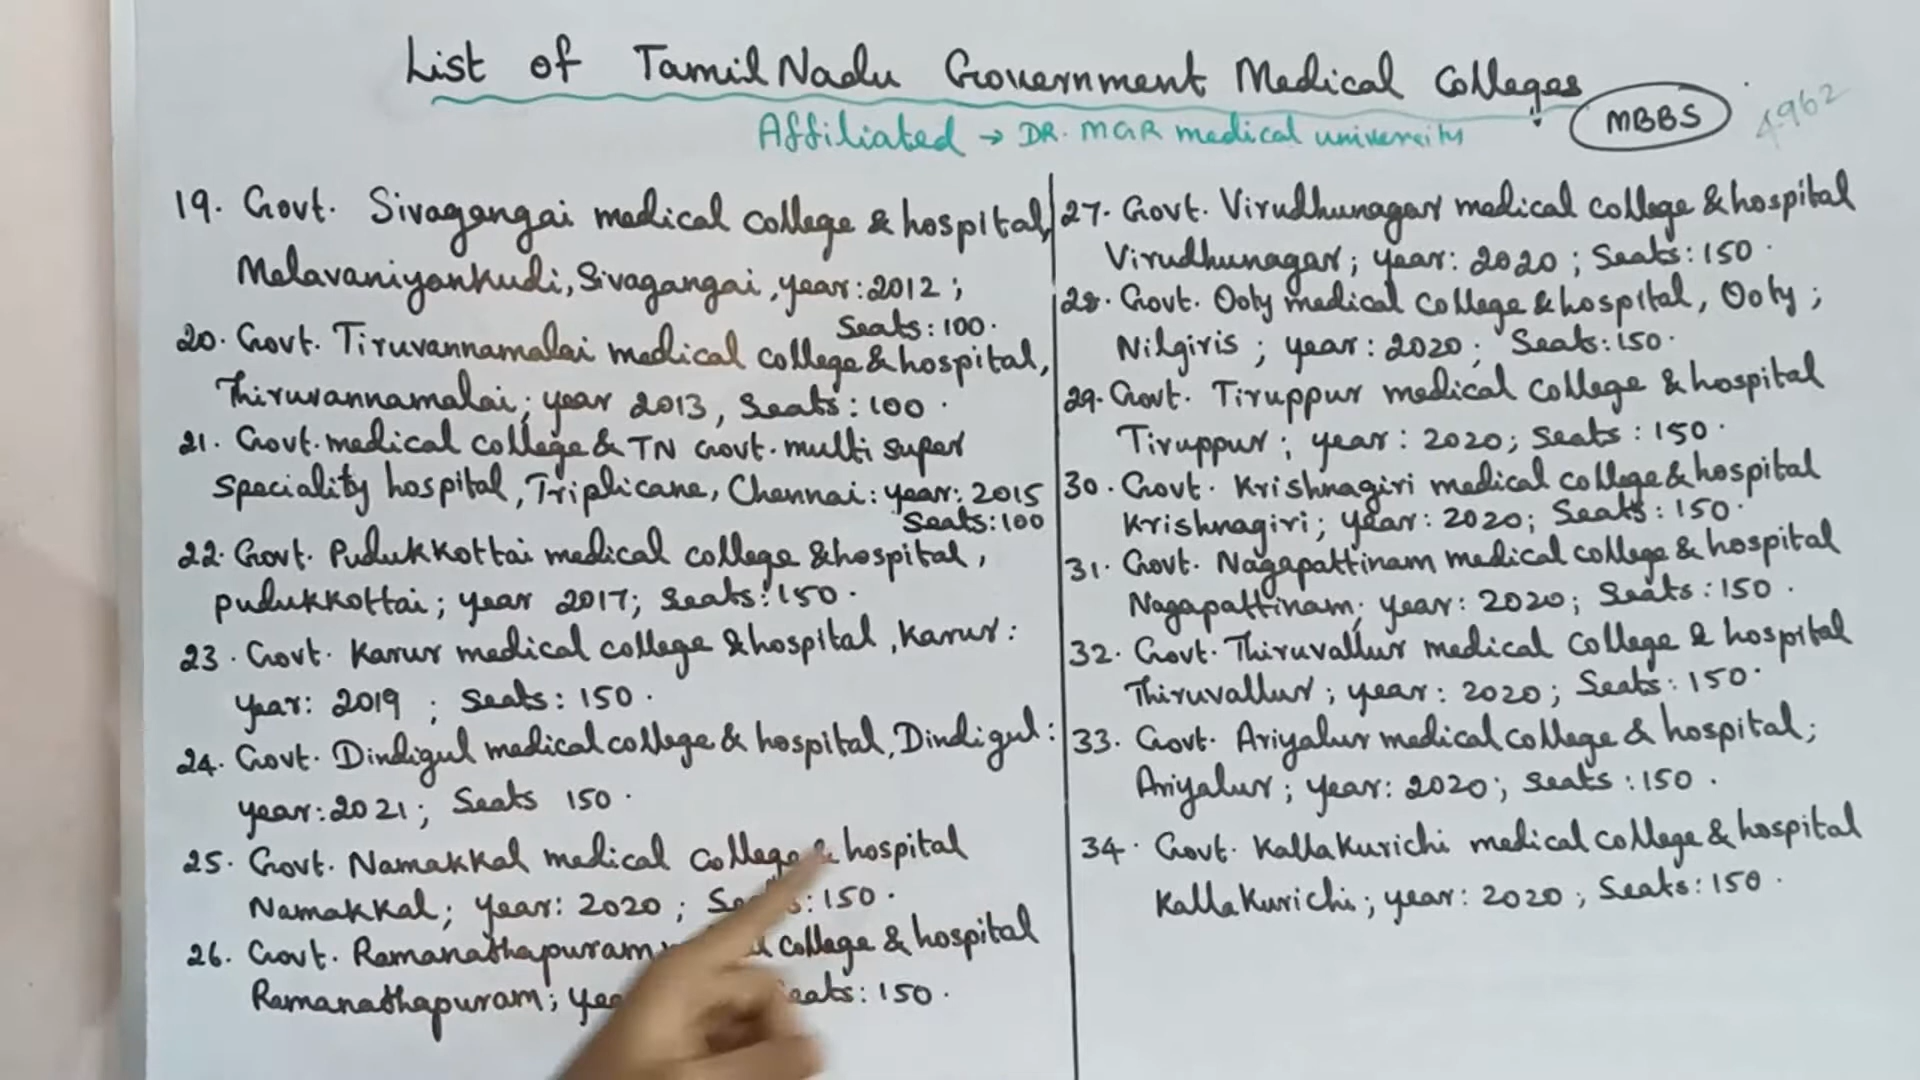 List of Tamil Nadu Government Medical Colleges
Affiliated → DR. MGR medical university
MBBS
4962
19. Govt. Sivagangai medical college & hospital,
Melavaniyankudi, Sivagangai, year: 2012 ;
Seats: 100.
20. Govt. Tiruvannamalai medical college & hospital,
Thiruvannamalai; year 2013, Seats: 100.
21. Govt. medical college & TN Govt. multi super
Speciality hospital, Triplicane, Chennai: year: 2015
Seats: 100
22. Govt. Pudukkottai medical college & hospital,
pudukkottai; year 2017; Seats: 150.
23. Govt. Karur medical college & hospital, Karur:
year: 2019 ; Seats: 150.
24. Govt. Dindigul medical college & hospital, Dindigul:
year: 2021; Seats 150.
25. Govt. Namakkal medical college & hospital
Namakkal; year: 2020 ; : 150.
26. Govt. Ramanathapuram college & hospital
Ramanathapuram; : 150.
27. Govt. Virudhunagar medical college & hospital
Virudhunagar; year: 2020 ; Seats: 150.
28. Govt. Ooty medical college & hospital, Ooty ;
Nilgiris ; year: 2020; Seats: 150.
29. Govt. Tiruppur medical college & hospital
Tiruppur; year: 2020; Seats: 150.
30. Govt. Krishnagiri medical college & hospital
Krishnagiri; year: 2020; Seats: 150.
31. Govt. Nagapattinam medical college & hospital
Nagapattinam; year: 2020; Seats: 150.
32. Govt. Thiruvallur medical college & hospital
Thiruvallur; year: 2020; Seats: 150.
33. Govt. Ariyalur medical college & hospital;
Ariyalur; year: 2020; Seats: 150.
34. Govt. Kallakurichi medical college & hospital
Kallakurichi; year: 2020; Seats: 150.